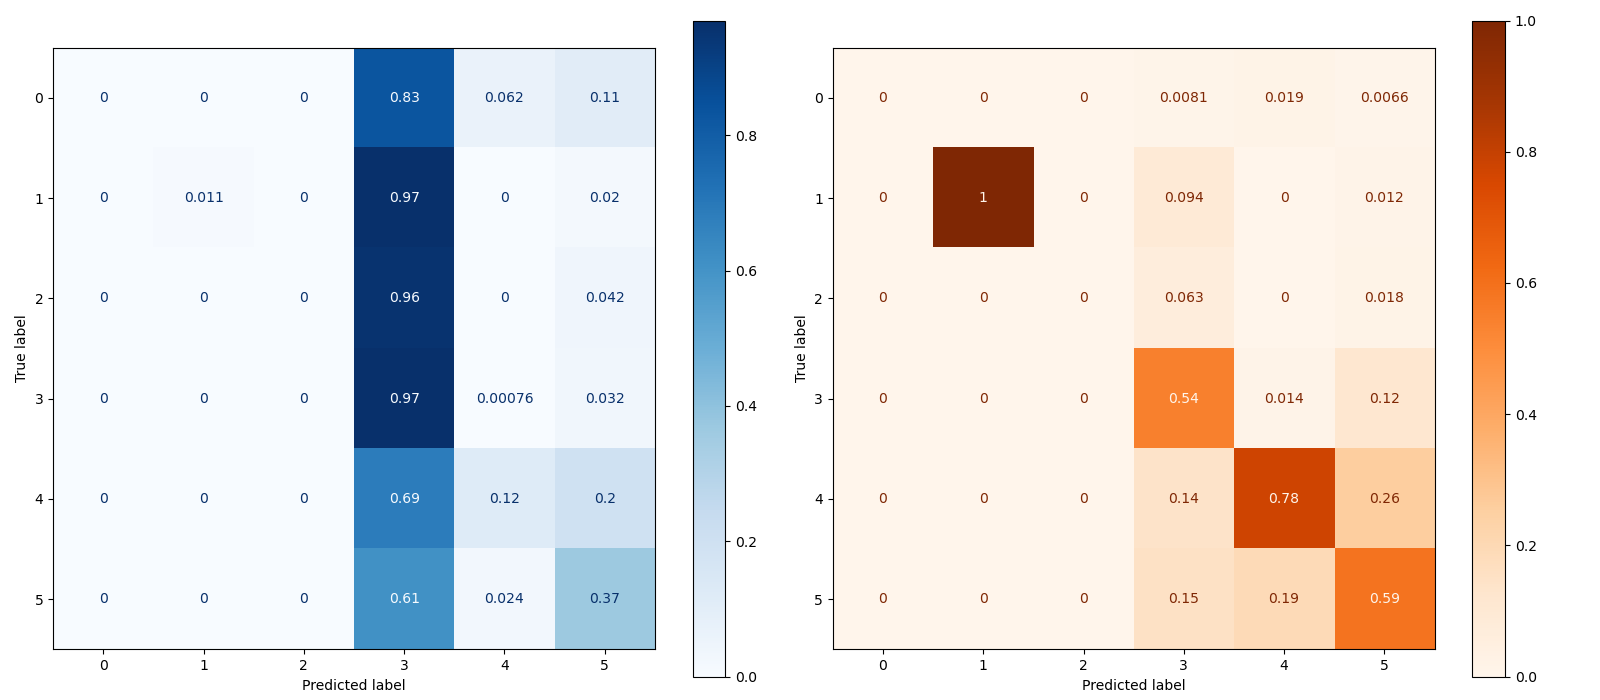 0 0 0 0 0.83 0.062 0.11
1 0 0.011 0 0.97 0 0.02
2 0 0 0 0.96 0 0.042
3 0 0 0 0.97 0.00076 0.032
4 0 0 0 0.69 0.12 0.2
5 0 0 0 0.61 0.024 0.37
0 1 2 3 4 5
True label
Predicted label
0.8
0.6
0.4
0.2
0.0
0 0 0 0 0.0081 0.019 0.0066
1 0 1 0 0.094 0 0.012
2 0 0 0 0.063 0 0.018
3 0 0 0 0.54 0.014 0.12
4 0 0 0 0.14 0.78 0.26
5 0 0 0 0.15 0.19 0.59
0 1 2 3 4 5
True label
Predicted label
1.0
0.8
0.6
0.4
0.2
0.0